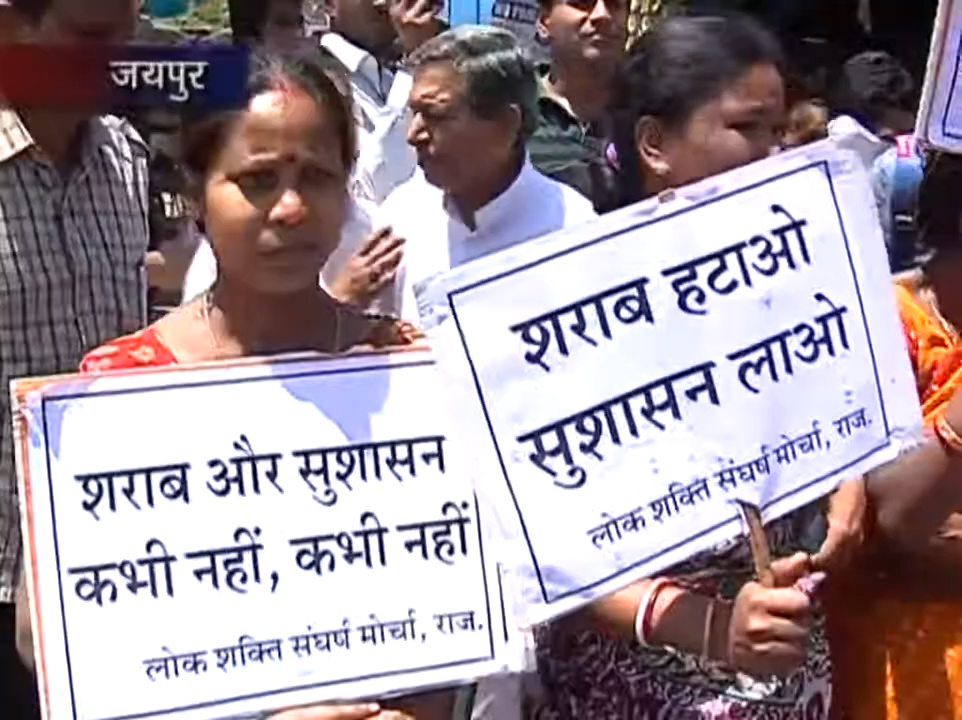 जयपुर
शराब और सुशासन
कभी नहीं, कभी नहीं
लोक शक्ति संघर्ष मोर्चा, राज.
शराब हटाओ
सुशासन लाओ
लोक शक्ति संघर्ष मोर्चा, राज.